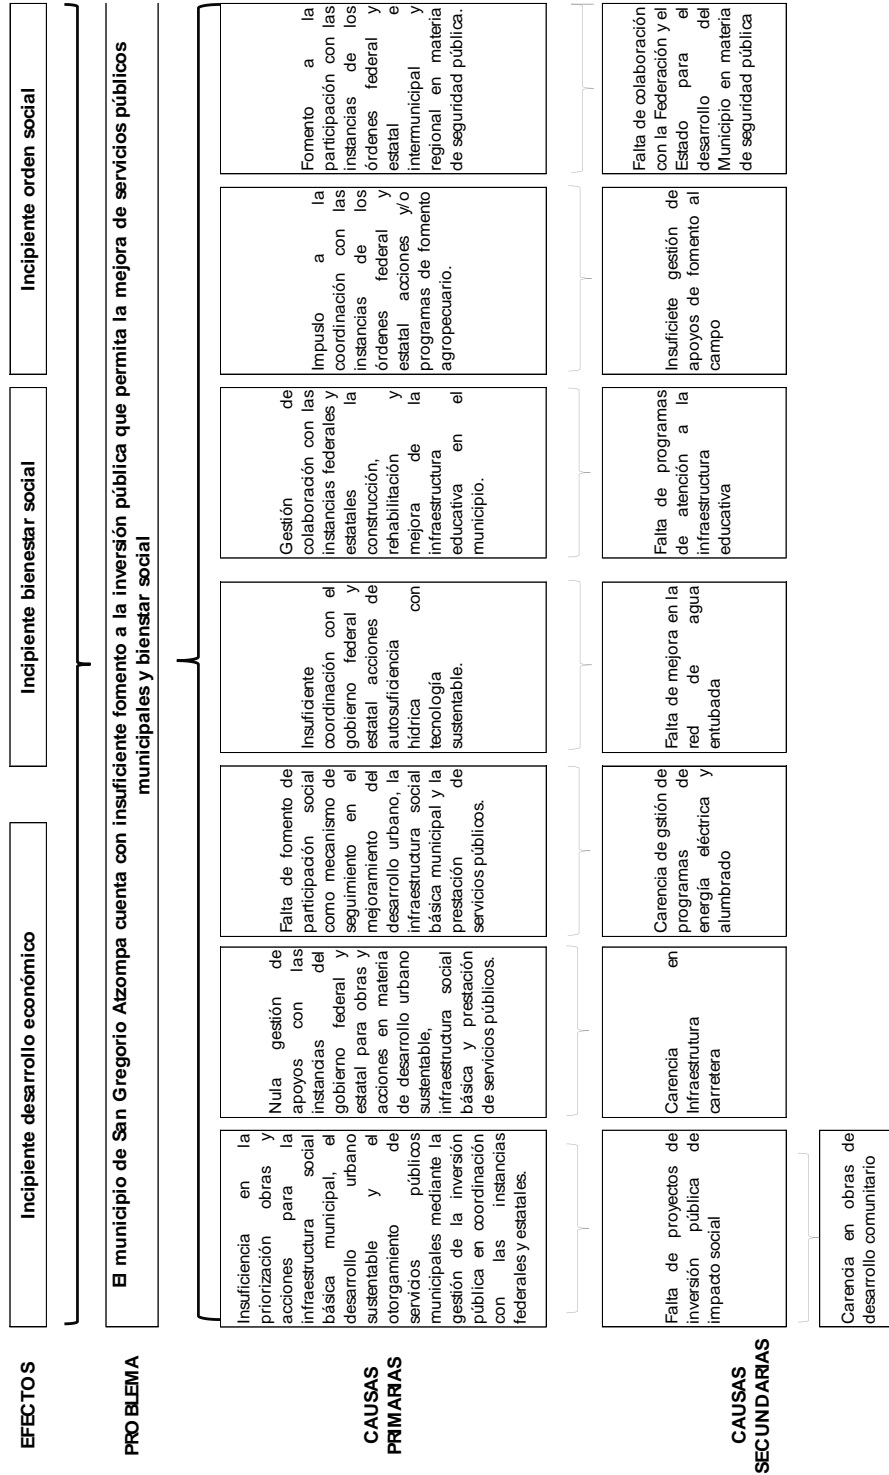 EFECTOS
Incipiente desarrollo económico
Incipiente bienestar social
Incipiente orden social
PROBLEMA
El municipio de San Gregorio Atzompa cuenta con insuficiente fomento a la inversión pública que permita la mejora de servicios públicos
municipales y bienstar social
CAUSAS
PRIMARIAS
Insuficiencia en la
priorización obras y
acciones para la
infraestructura social
básica municipal, el
desarrollo urbano
sustentable y el
otorgamiento de
servicios públicos
municipales mediante la
gestión de la inversión
pública en coordinación
con las instancias
federales y estatales.
Nula gestión de
apoyos con las
instancias del
gobierno federal y
estatal para obras y
acciones en materia
de desarrollo urbano
sustentable,
infraestructura social
básica y prestación
de servicios públicos.
Falta de fomento de
participación social
como mecanismo de
seguimiento en el
mejoramiento del
desarrollo urbano, la
infraestructura social
básica municipal y la
prestación de
servicios públicos.
Insuficiente
coordinación con el
gobierno federal y
estatal acciones de
autosuficiencia
hídrica con
tecnología
sustentable.
Gestión de
colaboración con las
instancias federales y
estatales la
construcción,
rehabilitación y
mejora de la
infraestructura
educativa en el
municipio.
Impuslo a la
coordinación con las
instancias de los
órdenes federal y
estatal acciones y/o
programas de fomento
agropecuario.
Fomento a la
participación con las
instancias de los
órdenes federal y
estatal e
intermunicipal y
regional en materia
de seguridad pública.
CAUSAS
SECUNDARIAS
Falta de proyectos de
inversión pública de
impacto social
Carencia en
Infraestrutura
carretera
Carencia de gstión de
programas de
energía eléctrica y
alumbrado
Falta de mejora en la
red de agua
entubada
Falta de programas
de atención a la
infraestructura
educativa
Insuficiete gestión de
apoyos de fomento al
campo
Falta de colaboración
con la Federación y el
Estado para el
desarrollo del
Municipio en materia
de seguridad pública
Carencia en obras de
desarrollo comunitario